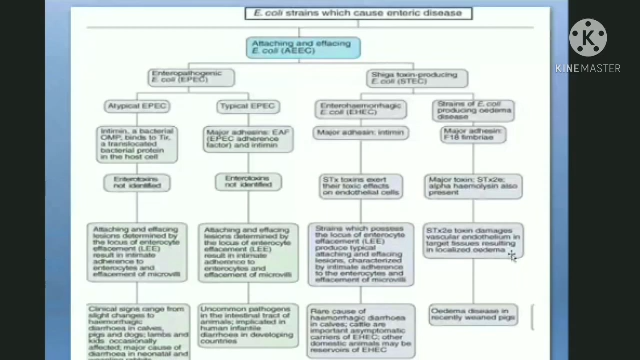 E. coli strains which cause enteric disease
Attaching and effacing
E. coli (AEEC)
Enteropathogenic
E. coli (EPEC)
Shiga toxin-producing
E. coli (STEC)
Atypical EPEC
Typical EPEC
Enterohaemorrhagic
E. coli (EHEC)
Strains of E. coli
producing oedema
disease
Intimin, a bacterial
OMP, binds to Tir,
a translocated
bacterial protein
in the host cell
Major adhesins: EAF
(EPEC adherence
factor) and intimin
Major adhesin: intimin
Major adhesin:
F18 fimbriae
Enterotoxins
not identified
Enterotoxins
not identified
STx toxins exert
their toxic effects
on endothelial cells
Major toxin: STx2e;
alpha haemolysin also
present
Attaching and effacing
lesions determined by
the locus of enterocyte
effacement (LEE)
result in intimate
adherence to
enterocytes and
effacement of microvilli
Attaching and effacing
lesions determined by
the locus of enterocyte
effacement (LEE)
result in intimate
adherence to enterocytes
and effacement of microvilli
Strains which possess
the locus of enterocyte
effacement (LEE)
produce typical
attaching and effacing
lesions, characterized
by intimate adherence to
the enterocytes and
effacement of microvilli
STx2e toxin damages
vascular endothelium in
target tissues resulting
in localized oedema
Clinical signs range from
slight changes to
haemorrhagic
diarrhoea in calves,
pigs and dogs; lambs and
kids occasionally
affected; major cause of
diarrhoea in neonatal and
Uncommon pathogens
in the intestinal tract of
animals; implicated in
human infantile
diarrhoea in developing
countries
Rare cause of
haemorrhagic diarrhoea
in calves; cattle are
important asymptomatic
carriers of EHEC; other
domestic animals may
be reservoirs of EHEC
Oedema disease in
recently weaned pigs
K
KINEMASTER